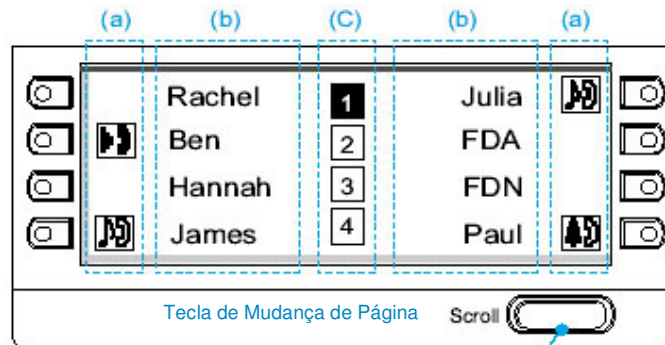 (a) (b) (C) (b) (a)
Rachel 1 Julia
Ben 2 FDA
Hannah 3 FDN
James 4 Paul
Tecla de Mudança de Página Scroll